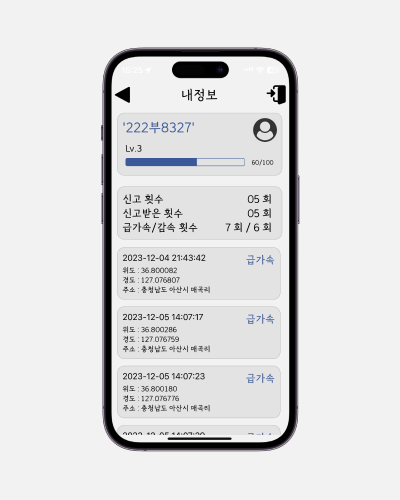 내정보
'222부8327'
Lv.3
60/100
신고 횟수 05 회
신고받은 횟수 05 회
급가속/감속 횟수 7 회 / 6 회
2023-12-04 21:43:42 급가속
위도 : 36.800082
경도 : 127.076807
주소 : 충청남도 아산시 매곡리
2023-12-05 14:07:17 급가속
위도 : 36.800286
경도 : 127.076759
주소 : 충청남도 아산시 매곡리
2023-12-05 14:07:23 급가속
위도 : 36.800180
경도 : 127.076776
주소 : 충청남도 아산시 매곡리